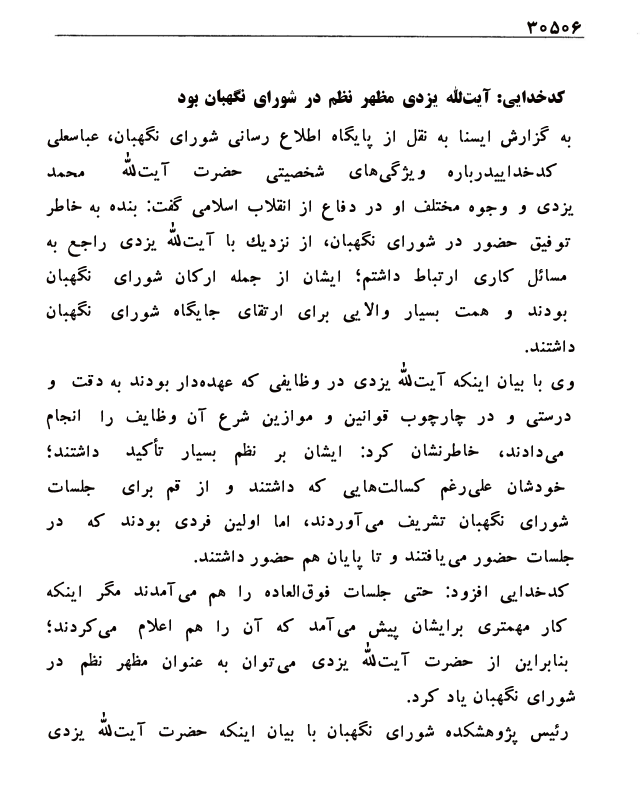 ۳۰۵۰۶
کدخدایی: آیت‌الله یزدی مظهر نظم در شورای نگهبان بود
به گزارش ایسنا به نقل از پایگاه اطلاع رسانی شورای نگهبان، عباسعلی
کدخداییدرباره ویژگی‌های شخصیتی حضرت آیت‌الله محمد
یزدی و وجوه مختلف او در دفاع از انقلاب اسلامی گفت: بنده به خاطر
توفیق حضور در شورای نگهبان، از نزدیك با آیت‌الله یزدی راجع به
مسائل کاری ارتباط داشتم؛ ایشان از جمله ارکان شورای نگهبان
بودند و همت بسیار والایی برای ارتقای جایگاه شورای نگهبان
داشتند.
وی با بیان اینکه آیت‌الله یزدی در وظایفی که عهده‌دار بودند به دقت و
درستی و در چارچوب قوانین و موازین شرع آن وظایف را انجام
می‌دادند، خاطرنشان کرد: ایشان بر نظم بسیار تأکید داشتند؛
خودشان علی‌رغم کسالت‌هایی که داشتند و از قم برای جلسات
شورای نگهبان تشریف می‌آوردند، اما اولین فردی بودند که در
جلسات حضور می‌یافتند و تا پایان هم حضور داشتند.
کدخدایی افزود: حتی جلسات فوق‌العاده را هم می‌آمدند مگر اینکه
کار مهمتری برایشان پیش می‌آمد که آن را هم اعلام می‌کردند؛
بنابراین از حضرت آیت‌الله یزدی می‌توان به عنوان مظهر نظم در
شورای نگهبان یاد کرد.
رئیس پژوهشکده شورای نگهبان با بیان اینکه حضرت آیت‌الله یزدی